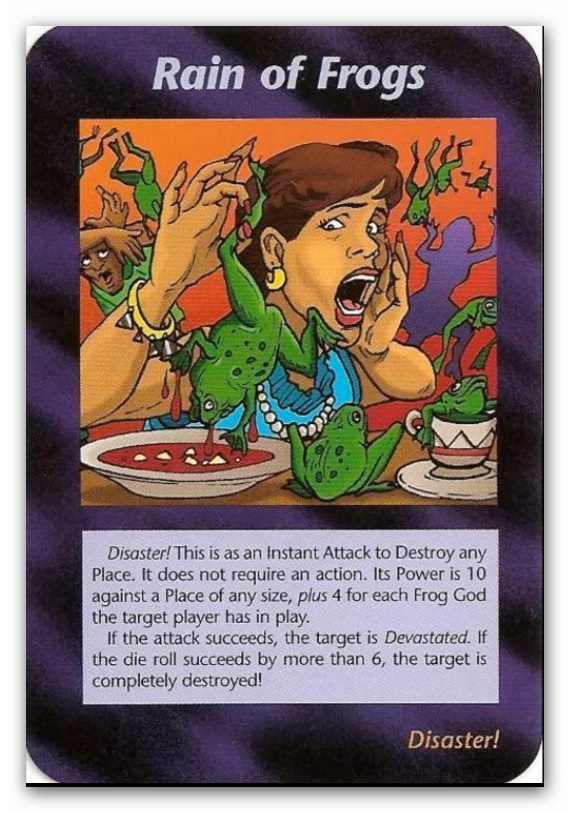 Rain of Frogs
Disaster! This is as an Instant Attack to Destroy any
Place. It does not require an action. Its Power is 10
against a Place of any size, plus 4 for each Frog God
the target player has in play.
If the attack succeeds, the target is Devastated. If
the die roll succeeds by more than 6, the target is
completely destroyed!
Disaster!